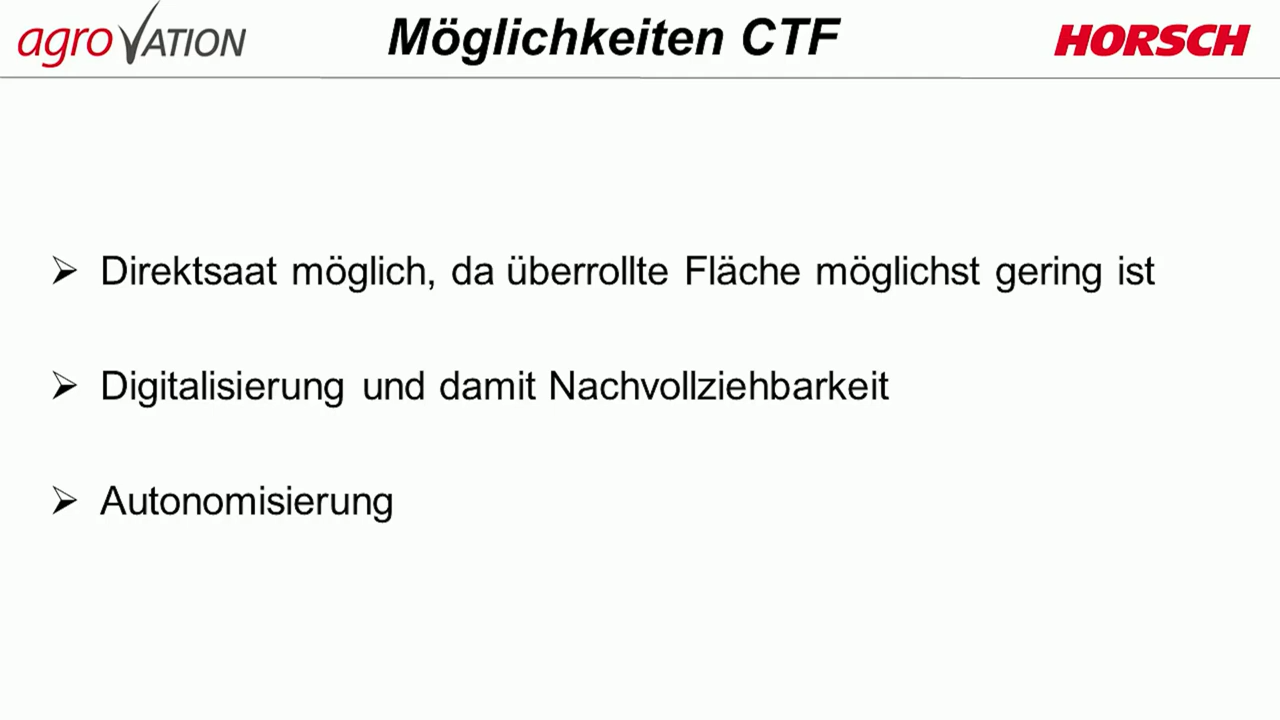 agroVATION
Möglichkeiten CTF
HORSCH
Direktsaat möglich, da überrollte Fläche möglichst gering ist
Digitalisierung und damit Nachvollziehbarkeit
Autonomisierung